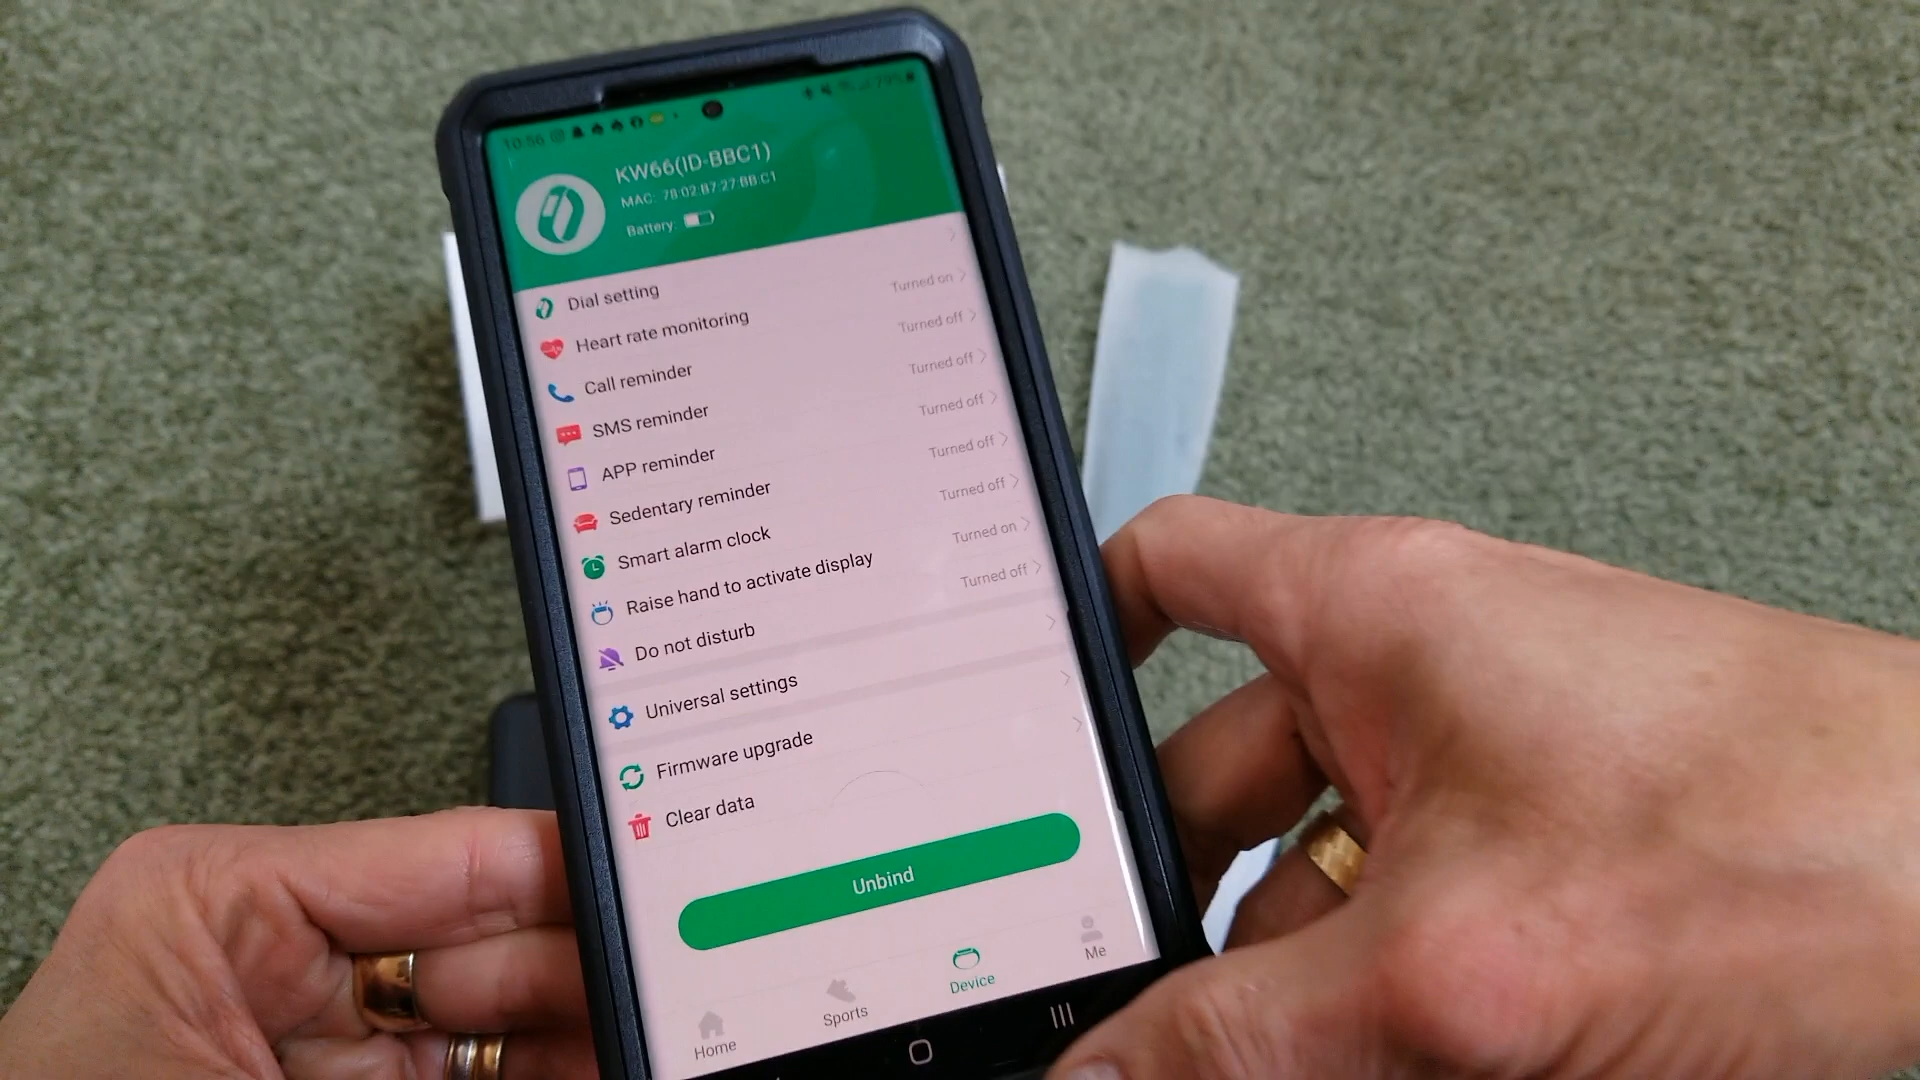 10:56 79%
KW66(ID-BBC1)
MAC: 78:02:B7:27:BB:C1
Battery:
Dial setting
Heart rate monitoring Turned on
Call reminder Turned off
SMS reminder Turned off
APP reminder Turned off
Sedentary reminder Turned off
Smart alarm clock Turned off
Raise hand to activate display Turned on
Do not disturb Turned off
Universal settings
Firmware upgrade
Clear data
Unbind
Home Sports Device Me